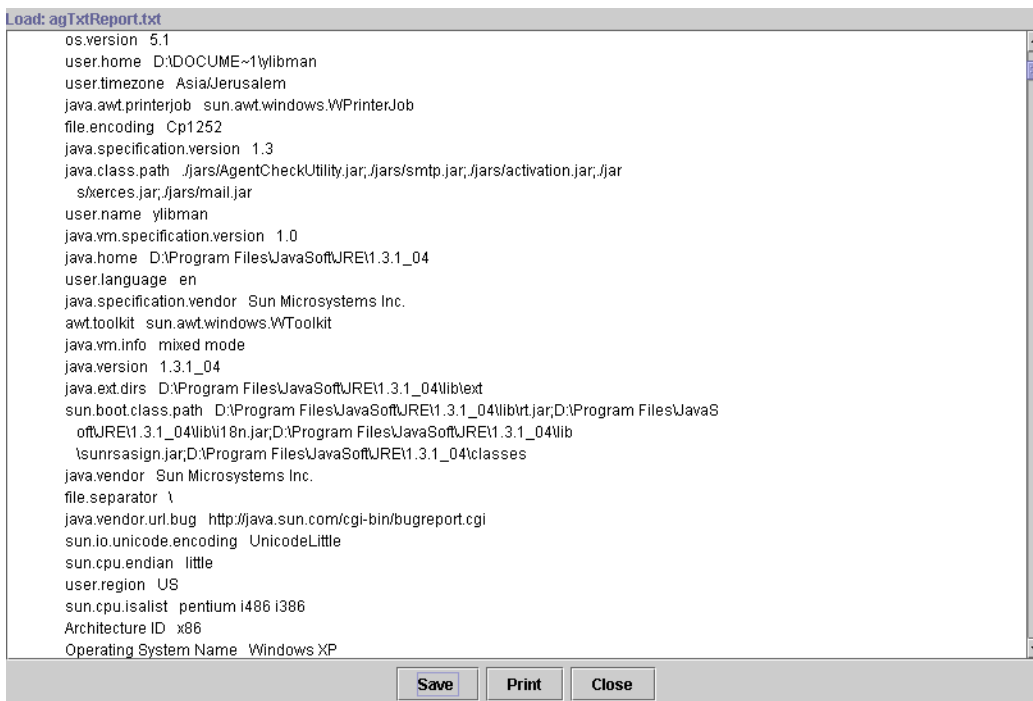 Load: agTxtReport.txt
os.version 5.1
user.home D:\DOCUME~1\ylibman
user.timezone Asia/Jerusalem
java.awt.printerjob sun.awt.windows.WPrinterJob
file.encoding Cp1252
java.specification.version 1.3
java.class.path ./jars/AgentCheckUtility.jar;./jars/smtp.jar;./jars/activation.jar;./jar
s/xerces.jar;./jars/mail.jar
user.name ylibman
java.vm.specification.version 1.0
java.home D:\Program Files\JavaSoft\JRE\1.3.1_04
user.language en
java.specification.vendor Sun Microsystems Inc.
awt.toolkit sun.awt.windows.WToolkit
java.vm.info mixed mode
java.version 1.3.1_04
java.ext.dirs D:\Program Files\JavaSoft\JRE\1.3.1_04\lib\ext
sun.boot.class.path D:\Program Files\JavaSoft\JRE\1.3.1_04\lib\rt.jar;D:\Program Files\JavaS
oft\JRE\1.3.1_04\lib\i18n.jar;D:\Program Files\JavaSoft\JRE\1.3.1_04\lib
\sunrsasign.jar;D:\Program Files\JavaSoft\JRE\1.3.1_04\classes
java.vendor Sun Microsystems Inc.
file.separator \
java.vendor.url.bug http://java.sun.com/cgi-bin/bugreport.cgi
sun.io.unicode.encoding UnicodeLittle
sun.cpu.endian little
user.region US
sun.cpu.isalist pentium i486 i386
Architecture ID x86
Operating System Name Windows XP
Save Print Close